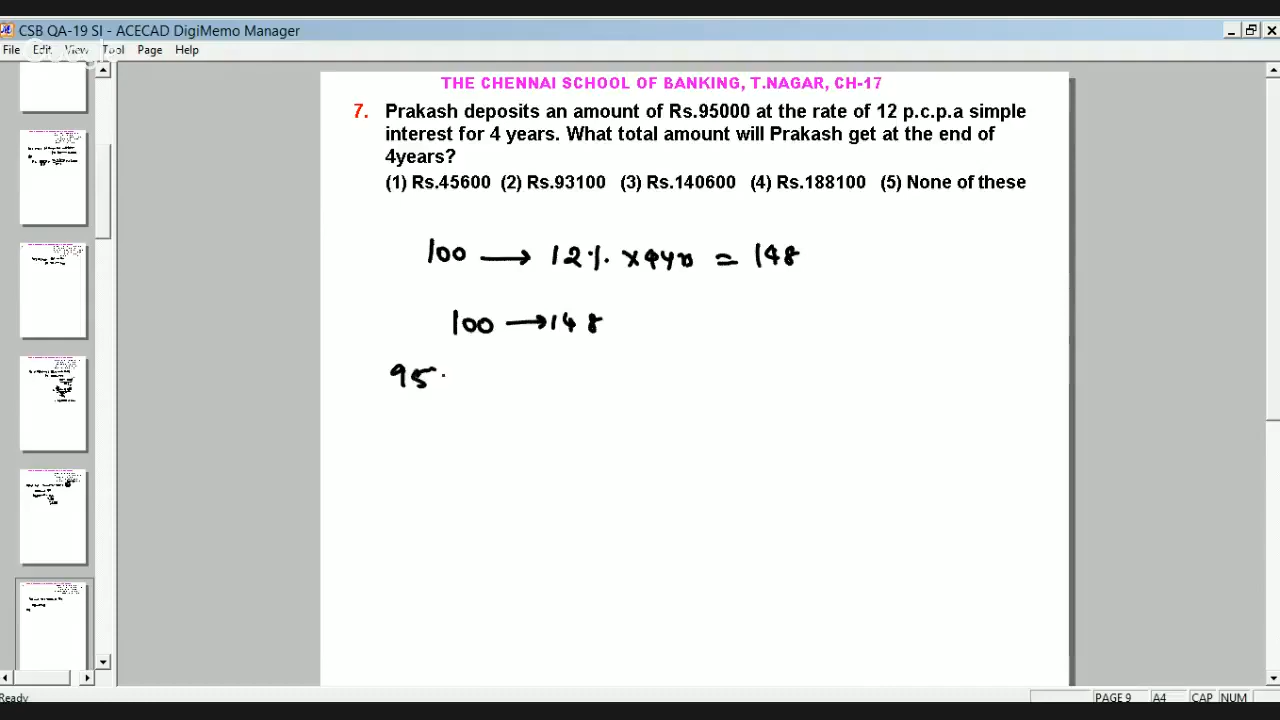 CSB QA-19 SI - ACECAD DigiMemo Manager
File Edit View Tool Page Help
THE CHENNAI SCHOOL OF BANKING, T.NAGAR, CH-17
7. Prakash deposits an amount of Rs.95000 at the rate of 12 p.c.p.a simple
interest for 4 years. What total amount will Prakash get at the end of
4years?
(1) Rs.45600 (2) Rs.93100 (3) Rs.140600 (4) Rs.188100 (5) None of these
100 → 12% x 4yrs = 148
100 → 148
95
Ready PAGE 9 A4 CAP NUM